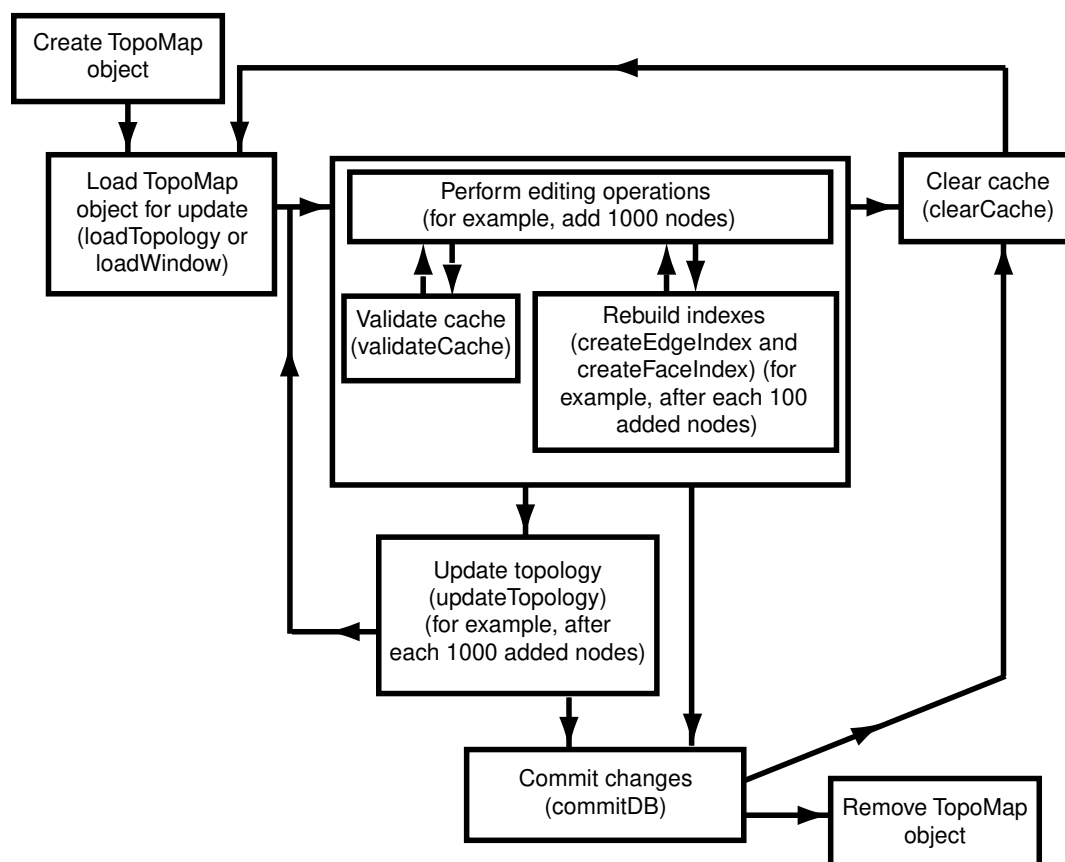 Create TopoMap
object
Load TopoMap
object for update
(loadTopology or
loadWindow)
Perform editing operations
(for example, add 1000 nodes)
Clear cache
(clearCache)
Validate cache
(validateCache)
Rebuild indexes
(createEdgeIndex and
createFaceIndex) (for
example, after each 100
added nodes)
Update topology
(updateTopology)
(for example, after
each 1000 added nodes)
Commit changes
(commitDB)
Remove TopoMap
object